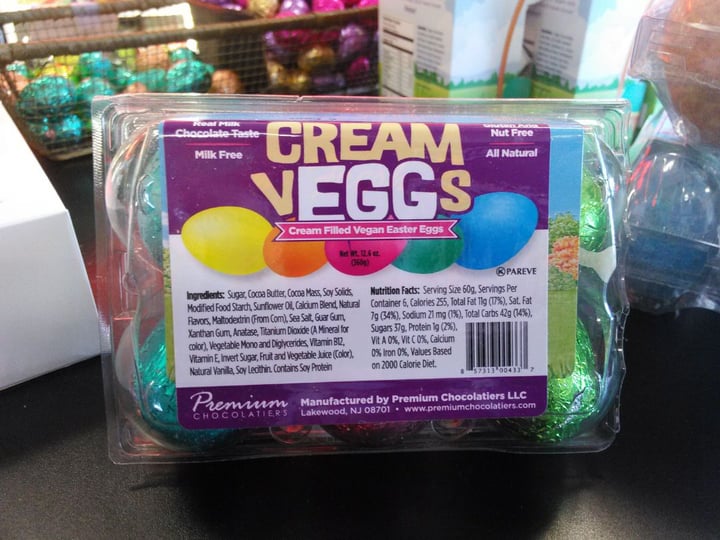 Real Milk
Chocolate Taste
Milk Free
CREAM
VEGGS
Nut Free
All Natural
Cream Filled Vegan Easter Eggs
Net Wt. 12.6 oz.
(360g)
K PAREVE
Ingredients: Sugar, Cocoa Butter, Cocoa Mass, Soy Solids,
Modified Food Starch, Sunflower Oil, Calcium Blend, Natural
Flavors, Maltodextrin (From Corn), Sea Salt, Guar Gum,
Xanthan Gum, Anatase, Titanium Dioxide (A Mineral for
color), Vegetable Mono and Diglycerides, Vitamin B12,
Vitamin E, Invert Sugar, Fruit and Vegetable Juice (Color),
Natural Vanilla, Soy Lecithin. Contains Soy Protein
Nutrition Facts: Serving Size 60g, Servings Per
Container 6, Calories 255, Total Fat 11g (17%), Sat. Fat
7g (34%), Sodium 21 mg (1%), Total Carbs 42g (14%),
Sugars 37g, Protein 1g (2%),
Vit A 0%, Vit C 0%, Calcium
0% Iron 0%, Values Based
on 2000 Calorie Diet.
8 57313 00433 7
Premium
CHOCOLATIERS
Manufactured by Premium Chocolatiers LLC
Lakewood, NJ 08701 • www.premiumchocolatiers.com